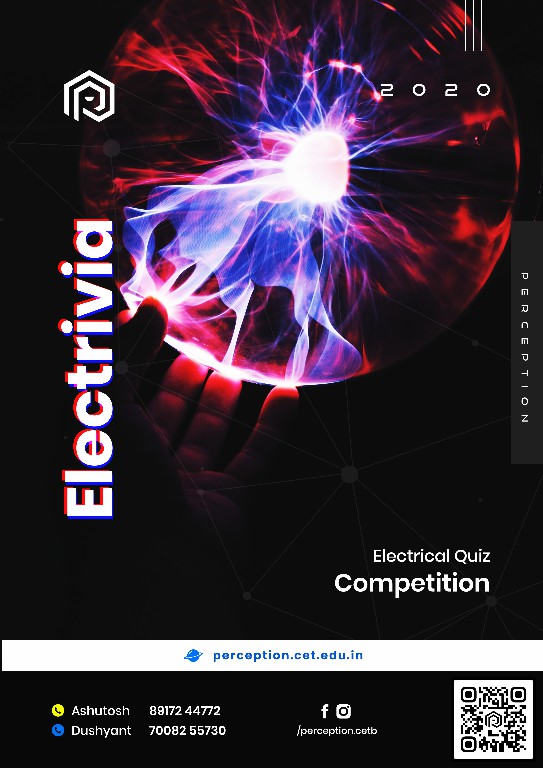 2020
Electrivia
PERCEPTION
Electrical Quiz
Competition
perception.cet.edu.in
Ashutosh 89172 44772
Dushyant 70082 55730
/perception.cetb